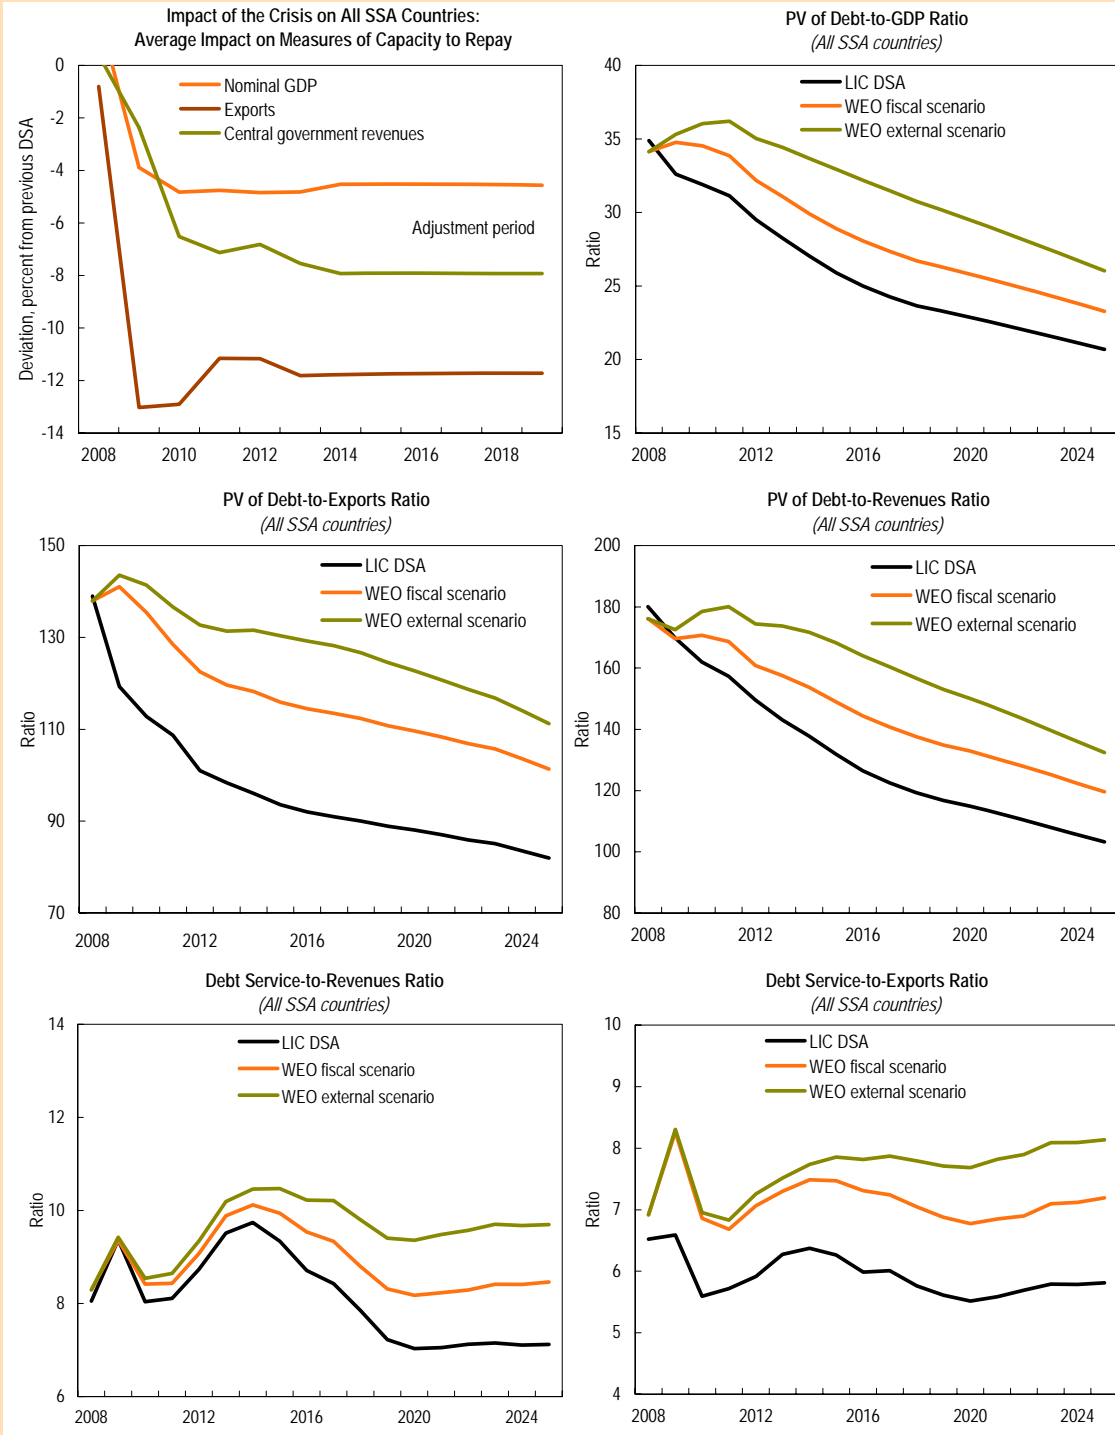 Impact of the Crisis on All SSA Countries:
Average Impact on Measures of Capacity to Repay
Deviation, percent from previous DSA
0
-2
-4
-6
-8
-10
-12
-14
Nominal GDP
Exports
Central government revenues
Adjustment period
2008 2010 2012 2014 2016 2018
PV of Debt-to-GDP Ratio
(All SSA countries)
Ratio
40
35
30
25
20
15
LIC DSA
WEO fiscal scenario
WEO external scenario
2008 2012 2016 2020 2024
PV of Debt-to-Exports Ratio
(All SSA countries)
Ratio
150
130
110
90
70
LIC DSA
WEO fiscal scenario
WEO external scenario
2008 2012 2016 2020 2024
PV of Debt-to-Revenues Ratio
(All SSA countries)
Ratio
200
180
160
140
120
100
80
LIC DSA
WEO fiscal scenario
WEO external scenario
2008 2012 2016 2020 2024
Debt Service-to-Revenues Ratio
(All SSA countries)
Ratio
14
12
10
8
6
LIC DSA
WEO fiscal scenario
WEO external scenario
2008 2012 2016 2020 2024
Debt Service-to-Exports Ratio
(All SSA countries)
Ratio
10
9
8
7
6
5
4
LIC DSA
WEO fiscal scenario
WEO external scenario
2008 2012 2016 2020 2024